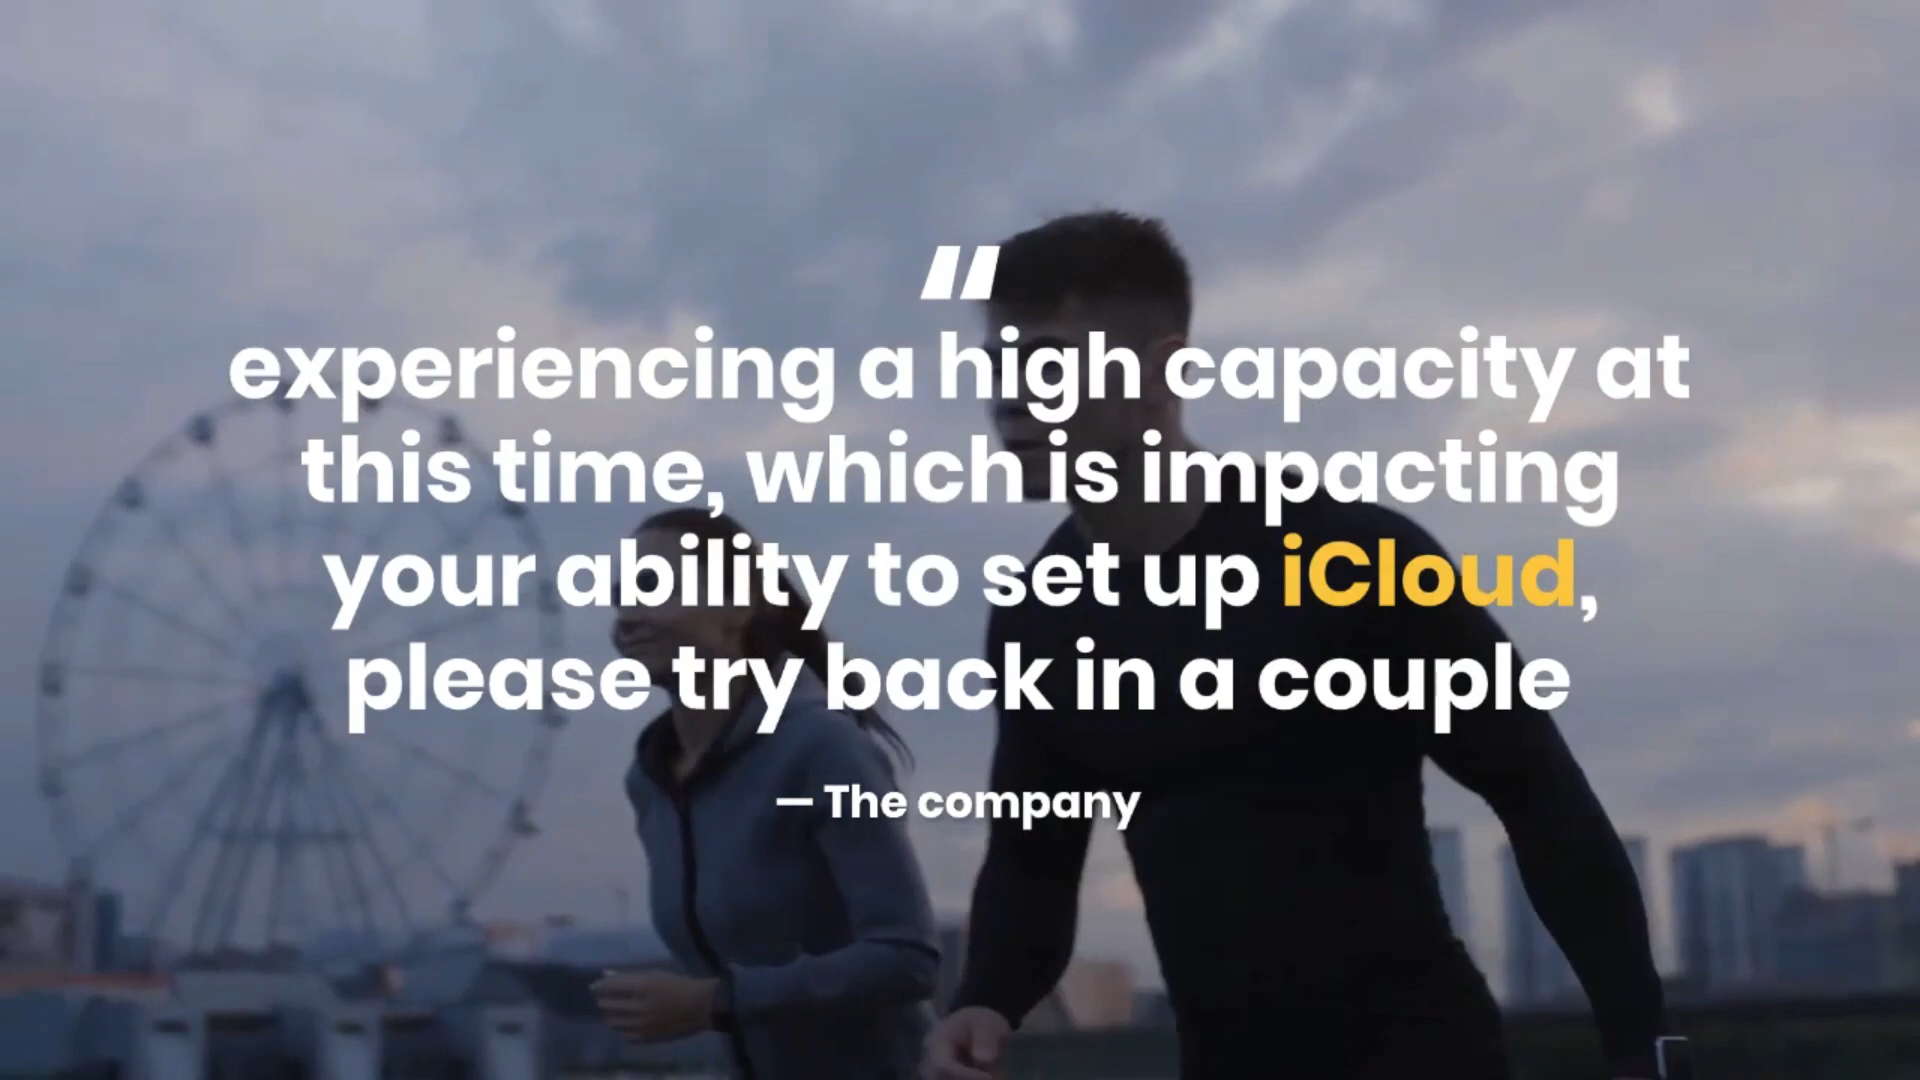 “
experiencing a high capacity at
this time, which is impacting
your ability to set up iCloud,
please try back in a couple
— The company